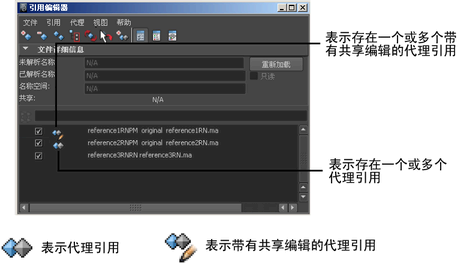 引用编辑器
文件 引用 代理 视图 帮助
文件详细信息
未解析名称: N/A 重新加载
已解析名称: N/A 只读
名称空间: N/A
共享: N/A
reference1RNPM original reference1RN.ma
reference2RNPM original reference2RN.ma
reference3RNRN reference3RN.ma
表示存在一个或多个带
有共享编辑的代理引用
表示存在一个或多个
代理引用
表示代理引用
表示带有共享编辑的代理引用